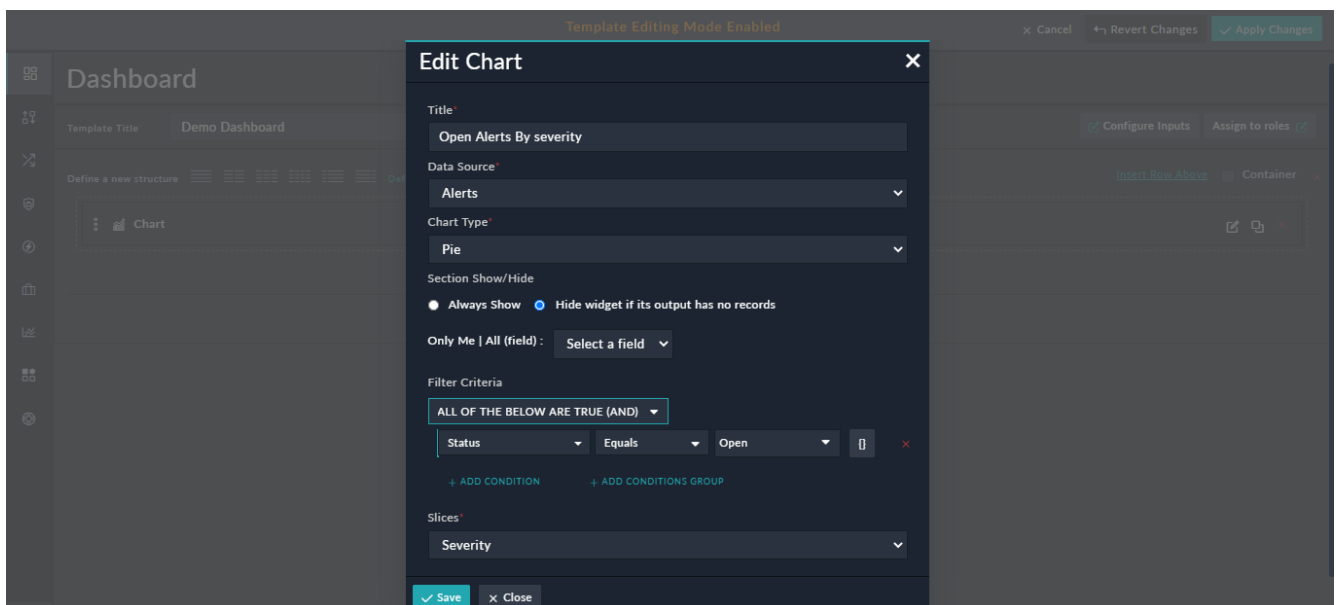 Template Editing Mode Enabled
× Cancel Revert Changes Apply Changes
Edit Chart
Dashboard
Title*
Template Title Demo Dashboard
Open Alerts By severity
Configure Inputs Assign to roles
Data Source*
Define a new structure
Alerts
Insert Row Above Container
Chart Type*
Chart
Pie
Section Show/Hide
Always Show Hide widget if its output has no records
Only Me | All (field) : Select a field
Filter Criteria
ALL OF THE BELOW ARE TRUE (AND)
Status Equals Open {}
+ ADD CONDITION + ADD CONDITIONS GROUP
Slices*
Severity
Save × Close